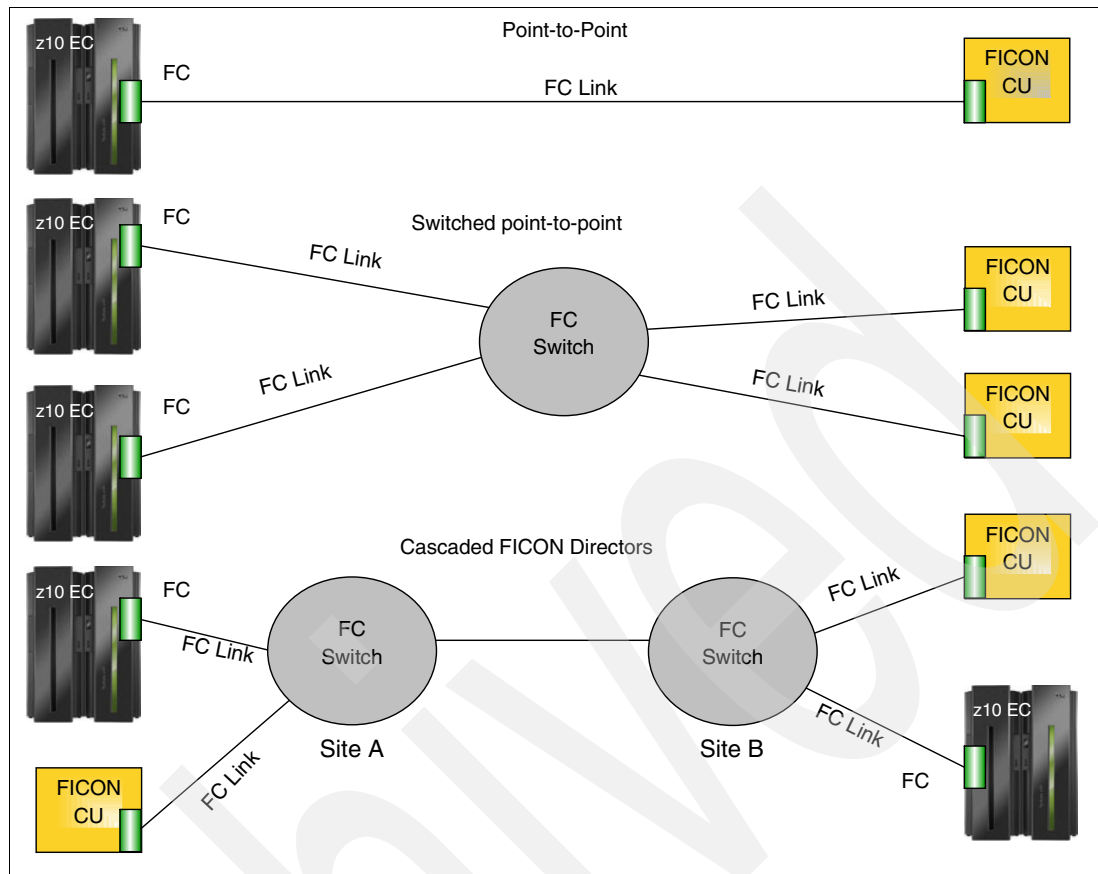 Point-to-Point
z10 EC
FC
FC Link
FICON
CU
Switched point-to-point
z10 EC
FC
FC Link
z10 EC
FC
FC Link
FC
Switch
FC Link
FICON
CU
FC Link
FICON
CU
Cascaded FICON Directors
z10 EC
FC
FC Link
FC
Switch
Site A
FICON
CU
FC Link
FC
Switch
Site B
FC Link
FICON
CU
FC Link
FC
z10 EC